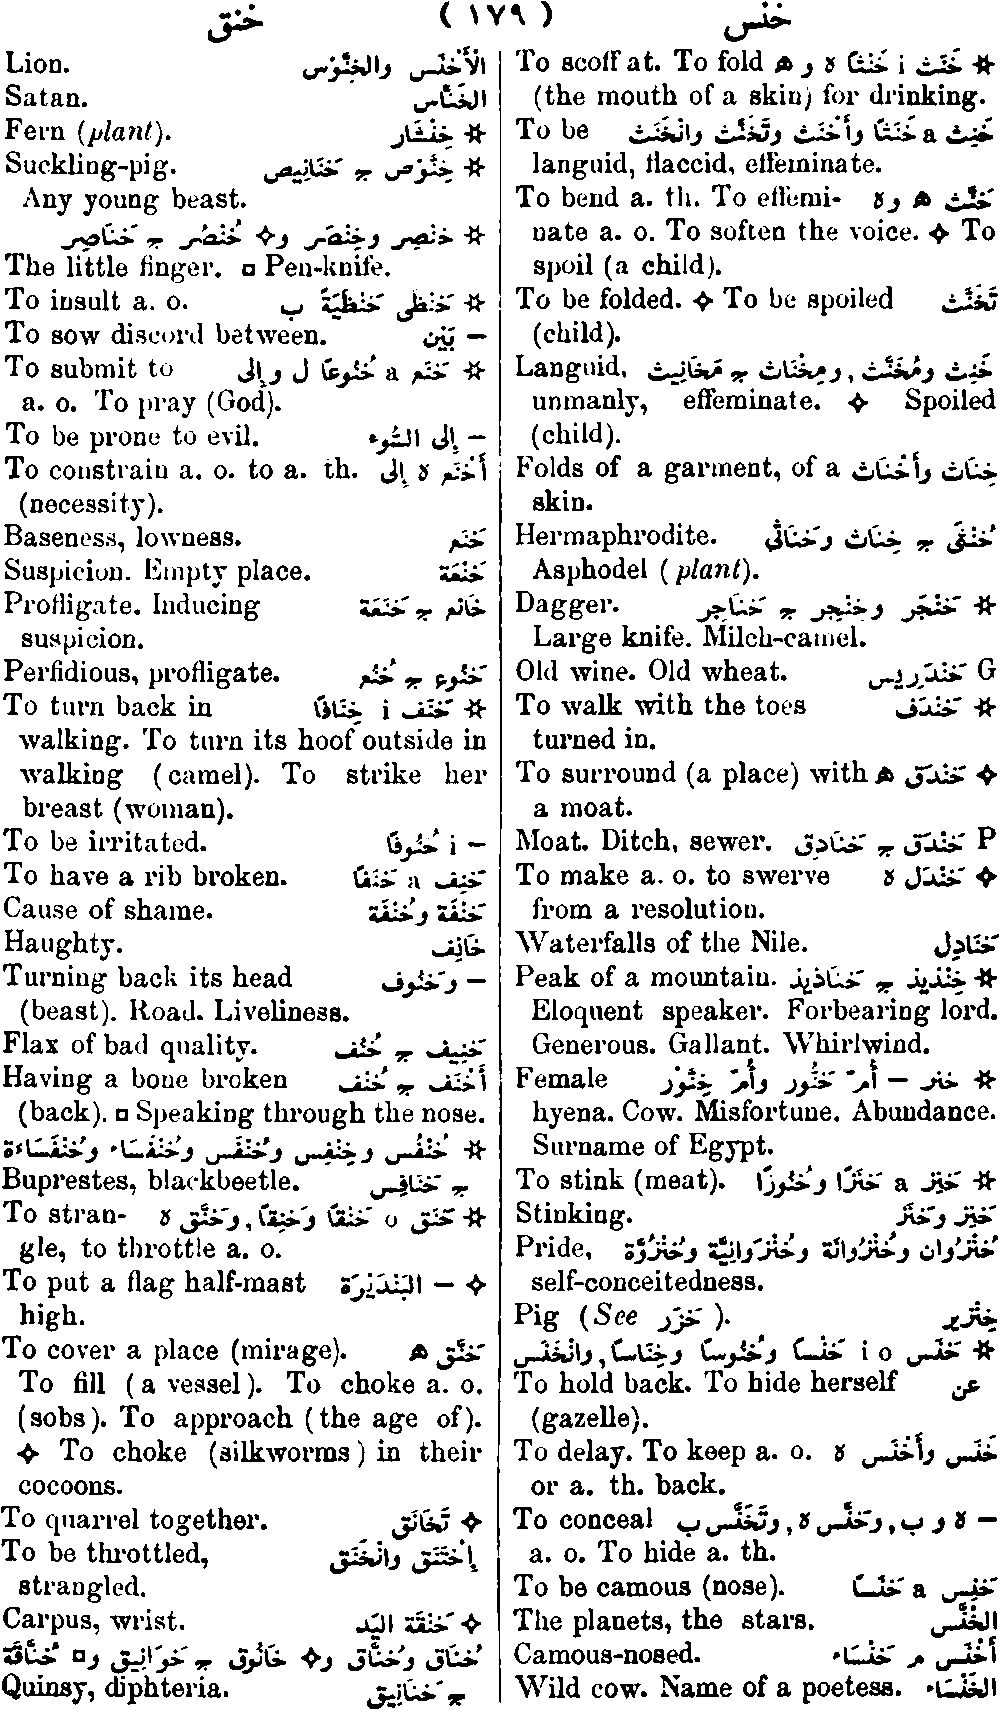 خنس ( ١٧٩ ) خنق
To scoff at. To fold ✡ خَنَث i خَنْثًا ه و ه
(the mouth of a skin) for drinking.
To be خَنِث a خَنَثًا وأَخْنَث وتَخَنَّث وانْخَنَث
languid, flaccid, effeminate.
To bend a. th. To effemi- خَنَّث ه و ه
nate a. o. To soften the voice. ✧ To
spoil (a child).
To be folded. ✧ To be spoiled تَخَنَّث
(child).
Languid, خَنِث ومُخَنَّث, ومِخْنَاث ج مَخَانِيث
unmanly, effeminate. ✧ Spoiled
(child).
Folds of a garment, of a خِنَاث وأَخْنَاث
skin.
Hermaphrodite. خُنْثَى ج خِنَاث وخَنَاثَى
Asphodel (plant).
Dagger. ✡ خَنْجَر وخِنْجِر ج خَنَاجِر
Large knife. Milch-camel.
Old wine. Old wheat. G خَنْدَرِيس
To walk with the toes ✡ خَنْدَف
turned in.
To surround (a place) with ✧ خَنْدَق ه
a moat.
Moat. Ditch, sewer. P خَنْدَق ج خَنَادِق
To make a. o. to swerve ✧ خَنْدَل ه
from a resolution.
Waterfalls of the Nile. خَنَادِل
Peak of a mountain. ✡ خِنْذِيذ ج خَنَاذِيذ
Eloquent speaker. Forbearing lord.
Generous. Gallant. Whirlwind.
Female ✡ خنر — أُمّ خَنُّور وأُمّ خِنَّوْر
hyena. Cow. Misfortune. Abundance.
Surname of Egypt.
To stink (meat). ✡ خَنِز a خَنَزًا وخُنُوزًا
Stinking. خَنِز وخَنَز
Pride, خُنْزُوان وخُنْزُوانَة وخُنْزُوَانِيَّة وخُنْزُوَّة
self-conceitedness.
Pig (See خَزَر ). خِنْزِير
✡ خَنَس i o خَنْسًا وخُنُوسًا وخِنَاسًا, وانْخَنَس
To hold back. To hide herself عن
(gazelle).
To delay. To keep a. o. خَنَس وأَخْنَس ه
or a. th. back.
To conceal — ه و ب, وخَنَّس ه, وتَخَنَّس ب
a. o. To hide a. th.
To be camous (nose). خَنِس a خَنَسًا
The planets, the stars. الخُنَّس
Camous-nosed. أَخْنَس م خَنْسَاء
Wild cow. Name of a poetess. الخَنْسَاء
Lion. الأَخْنَس والخِنَّوْس
Satan. الخَنَّاس
Fern (plant). ✡ خِنْشَار
Suckling-pig. ✡ خِنَّوْص ج خَنَانِيص
Any young beast.
✡ خِنْصِر وخِنْصَر و✧ خُنْصُر ج خَنَاصِر
The little finger. ◘ Pen-knife.
To insult a. o. ✡ خَنْظَى خَنْظِيَةً ب
To sow discord between. — بَيْن
To submit to ✡ خَنَع a خُنُوعًا ل وإِلى
a. o. To pray (God).
To be prone to evil. — إِلى السُّوء
To constrain a. o. to a. th. أَخْنَع ه إِلى
(necessity).
Baseness, lowness. خَنَع
Suspicion. Empty place. خَنْعَة
Profligate. Inducing خَانِع ج خَنَعَة
suspicion.
Perfidious, profligate. خَنُوع ج خُنُع
To turn back in ✡ خَنَف i خِنَافًا
walking. To turn its hoof outside in
walking (camel). To strike her
breast (woman).
To be irritated. — i خُنُوفًا
To have a rib broken. خَنِف a خَنَفًا
Cause of shame. خَنْفَة وخُنْفَة
Haughty. خَانِف
Turning back its head — وخَنُوف
(beast). Road. Liveliness.
Flax of bad quality. خَنِيف ج خُنُف
Having a bone broken أَخْنَف ج خُنْف
(back). ◘ Speaking through the nose.
✡ خُنْفُس وخِنْفِس وخُنْفَس وخُنْفَسَاء وخُنْفَسَاءة
Buprestes, blackbeetle. ج خَنَافِس
To stran- ✡ خَنَق o خَنْقًا وخَنِقًا, وخَنَّق ه
gle, to throttle a. o.
To put a flag half-mast ✧ — البَنْدَيْرَة
high.
To cover a place (mirage). خَنَّق ه
To fill (a vessel). To choke a. o.
(sobs). To approach (the age of).
✧ To choke (silkworms) in their
cocoons.
To quarrel together. ✧ تَخَانَق
To be throttled, إِخْتَنَق وانْخَنَق
strangled.
Carpus, wrist. ✧ خَنْقَة اليَد
خُنَاق وخُنَّاق و✧ خَانُوق ج خَوَانِيق و◘ خُنَّاقَة
Quinsy, diphteria. ج خَنَانِيق